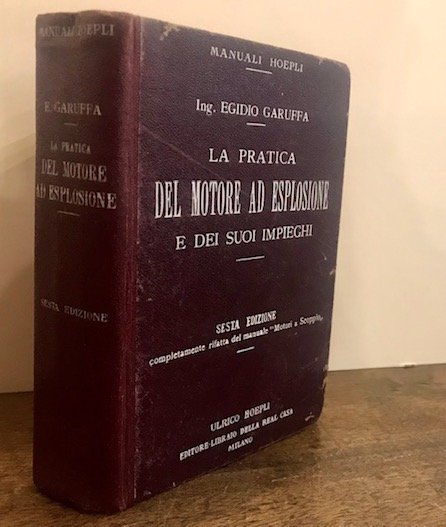 MANUALI HOEPLI
E. GARUFFA
LA PRATICA
DEL MOTORE
AD ESPLOSIONE
SESTA EDIZIONE
MANUALI HOEPLI
Ing. EGIDIO GARUFFA
LA PRATICA
DEL MOTORE AD ESPLOSIONE
E DEI SUOI IMPIEGHI
SESTA EDIZIONE
completamente rifatta del manuale "Motori a Scoppio„
ULRICO HOEPLI
EDITORE-LIBRAIO DELLA REAL CASA
MILANO